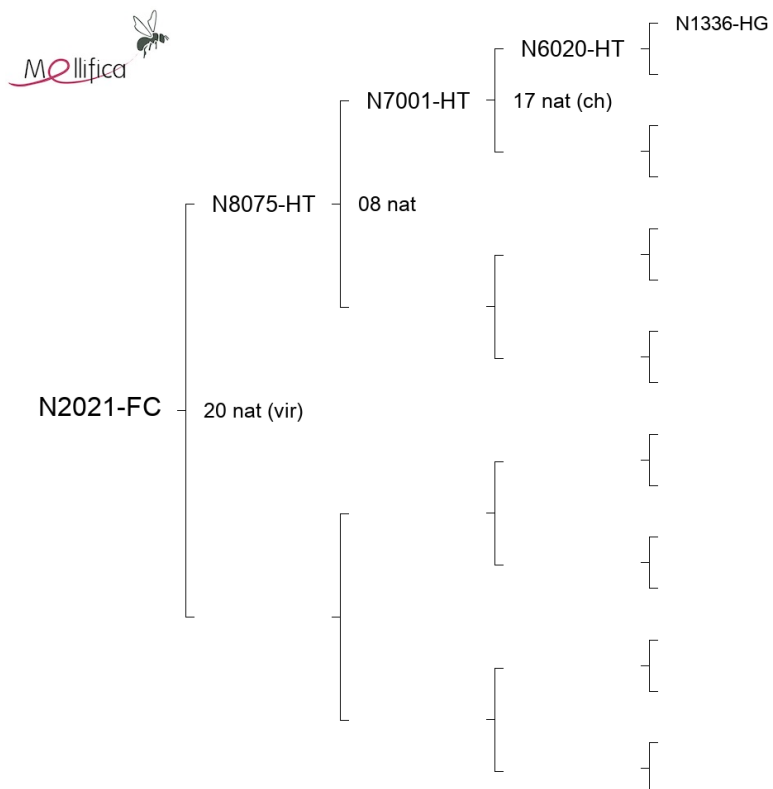 Mellifica
N1336-HG
N6020-HT
N7001-HT
17 nat (ch)
N8075-HT
08 nat
N2021-FC
20 nat (vir)